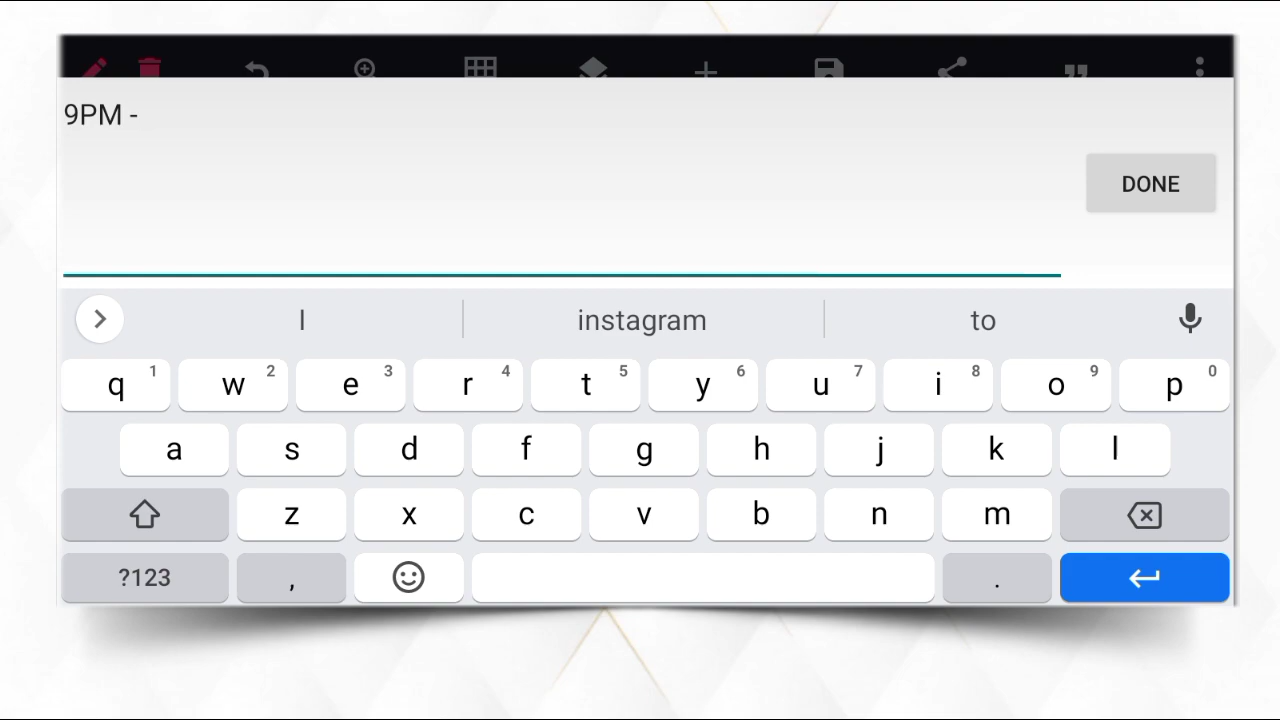 9PM -
DONE
I instagram to
q 1 w 2 e 3 r 4 t 5 y 6 u 7 i 8 o 9 p 0
a s d f g h j k l
z x c v b n m
?123 , .